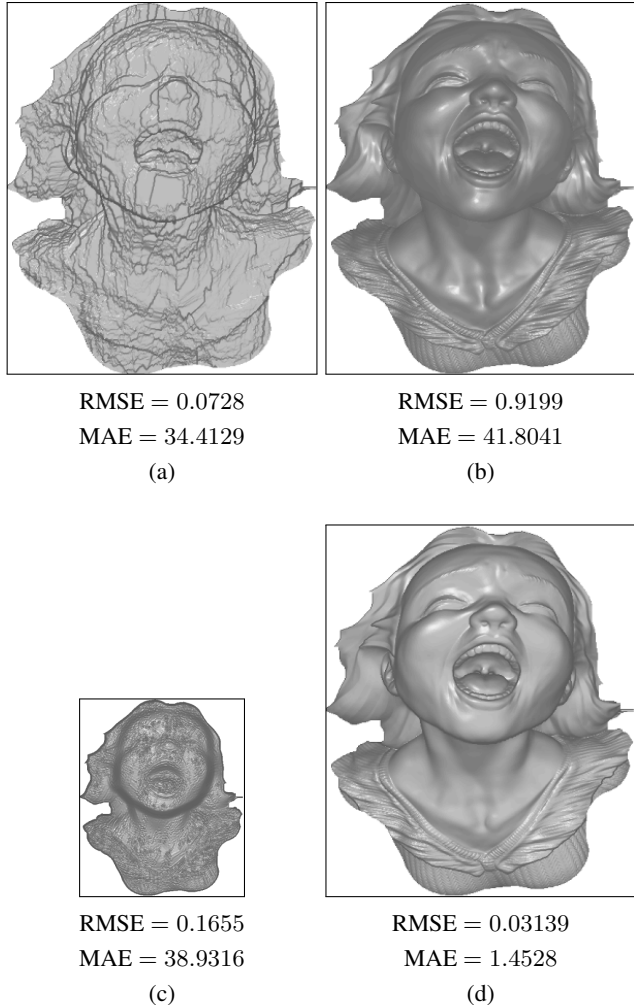 RMSE = 0.0728
MAE = 34.4129
(a)
RMSE = 0.9199
MAE = 41.8041
(b)
RMSE = 0.1655
MAE = 38.9316
(c)
RMSE = 0.03139
MAE = 1.4528
(d)